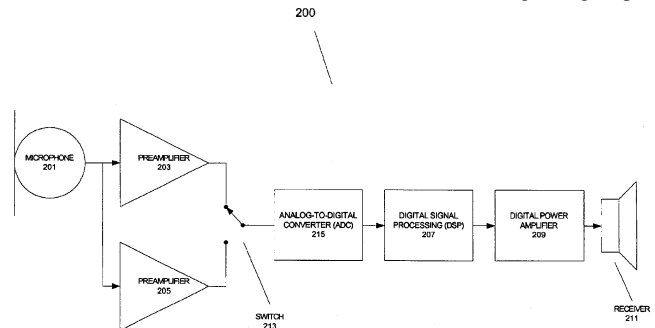 200
MICROPHONE
201
PREAMPLIFIER
203
PREAMPLIFIER
205
SWITCH
213
ANALOG-TO-DIGITAL
CONVERTER (ADC)
215
DIGITAL SIGNAL
PROCESSING (DSP)
207
DIGITAL POWER
AMPLIFIER
209
RECEIVER
211